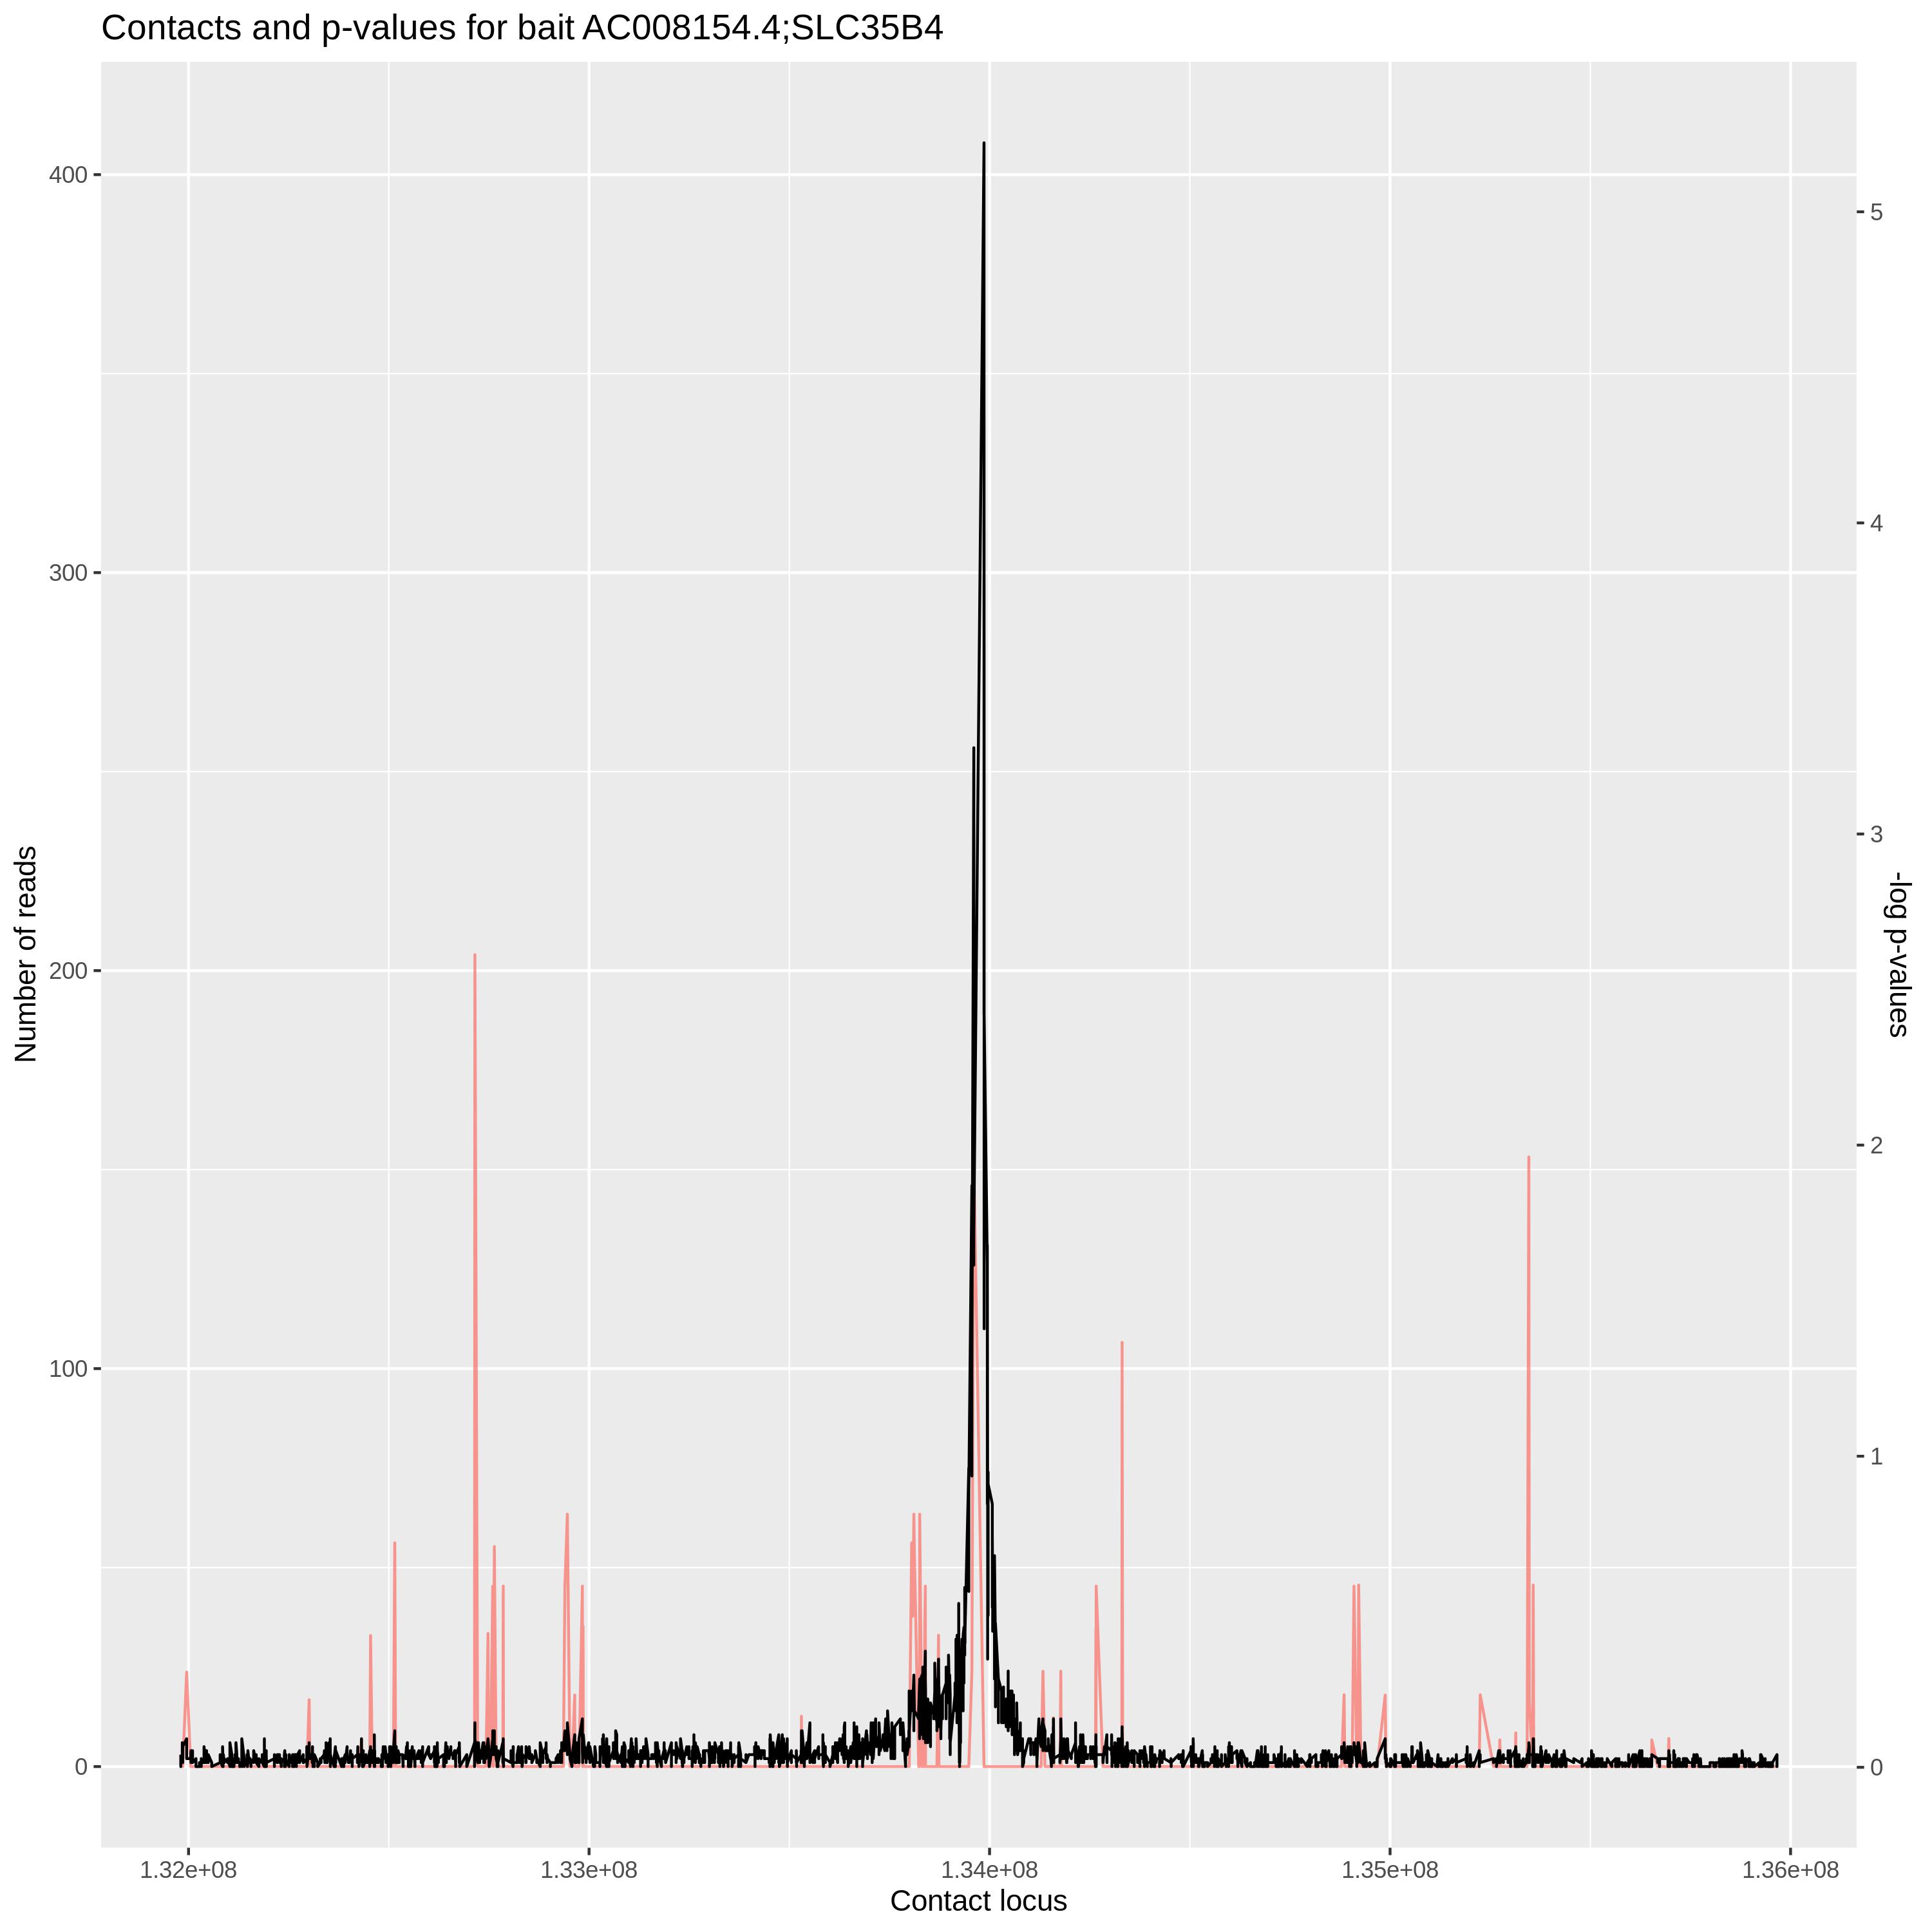 Contacts and p-values for bait AC008154.4;SLC35B4
400
300
200
100
0
Number of reads
5
4
3
2
1
0
-log p-values
1.32e+08 1.33e+08 1.34e+08 1.35e+08 1.36e+08
Contact locus